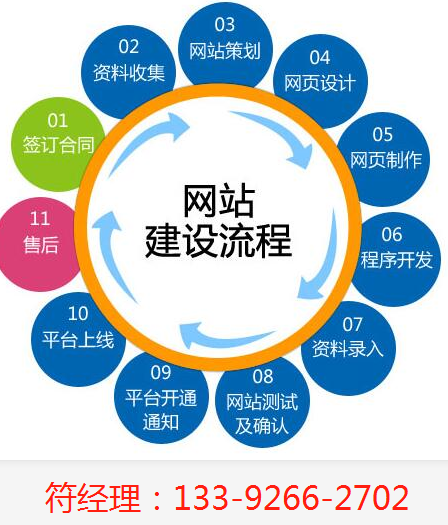 网站
建设流程
01
签订合同
02
资料收集
03
网站策划
04
网页设计
05
网页制作
06
程序开发
07
资料录入
08
网站测试
及确认
09
平台开通
通知
10
平台上线
11
售后
符经理：133-9266-2702